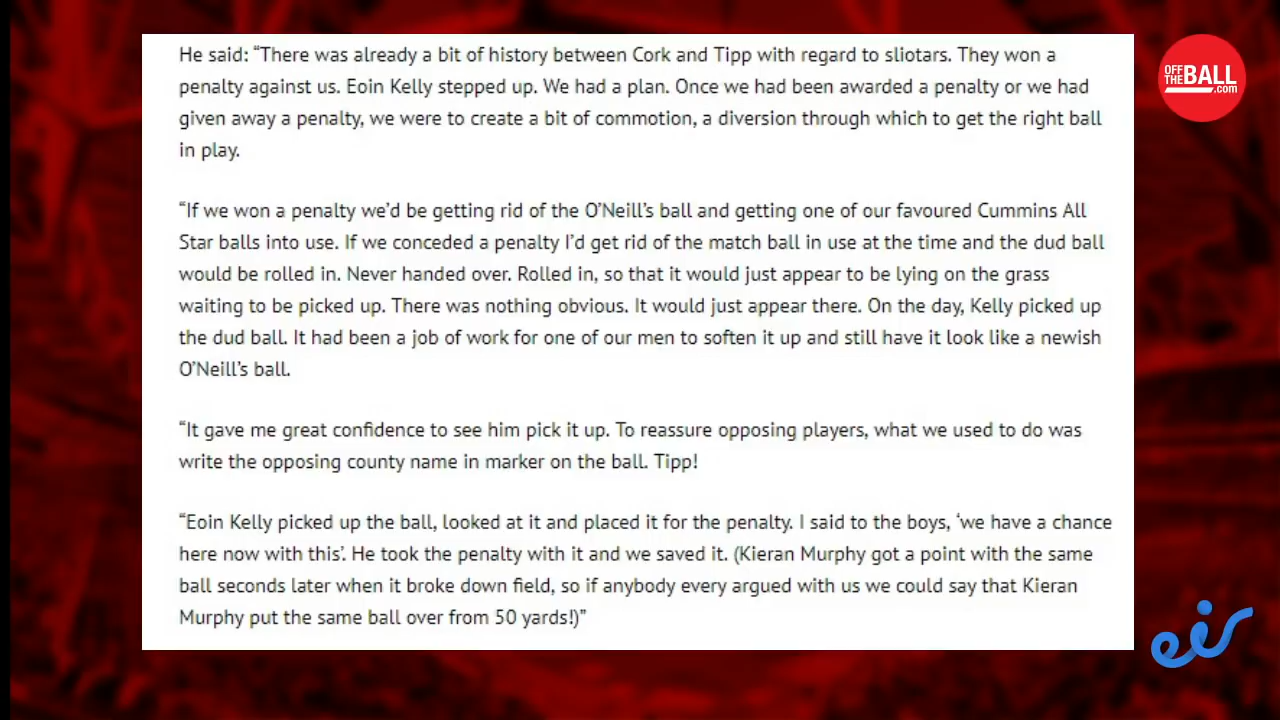 He said: “There was already a bit of history between Cork and Tipp with regard to sliotars. They won a
penalty against us. Eoin Kelly stepped up. We had a plan. Once we had been awarded a penalty or we had
given away a penalty, we were to create a bit of commotion, a diversion through which to get the right ball
in play.
“If we won a penalty we’d be getting rid of the O’Neill’s ball and getting one of our favoured Cummins All
Star balls into use. If we conceded a penalty I’d get rid of the match ball in use at the time and the dud ball
would be rolled in. Never handed over. Rolled in, so that it would just appear to be lying on the grass
waiting to be picked up. There was nothing obvious. It would just appear there. On the day, Kelly picked up
the dud ball. It had been a job of work for one of our men to soften it up and still have it look like a newish
O’Neill’s ball.
“It gave me great confidence to see him pick it up. To reassure opposing players, what we used to do was
write the opposing county name in marker on the ball. Tipp!
“Eoin Kelly picked up the ball, looked at it and placed it for the penalty. I said to the boys, ‘we have a chance
here now with this’. He took the penalty with it and we saved it. (Kieran Murphy got a point with the same
ball seconds later when it broke down field, so if anybody every argued with us we could say that Kieran
Murphy put the same ball over from 50 yards!)”
OFF
THE BALL
.com
eir